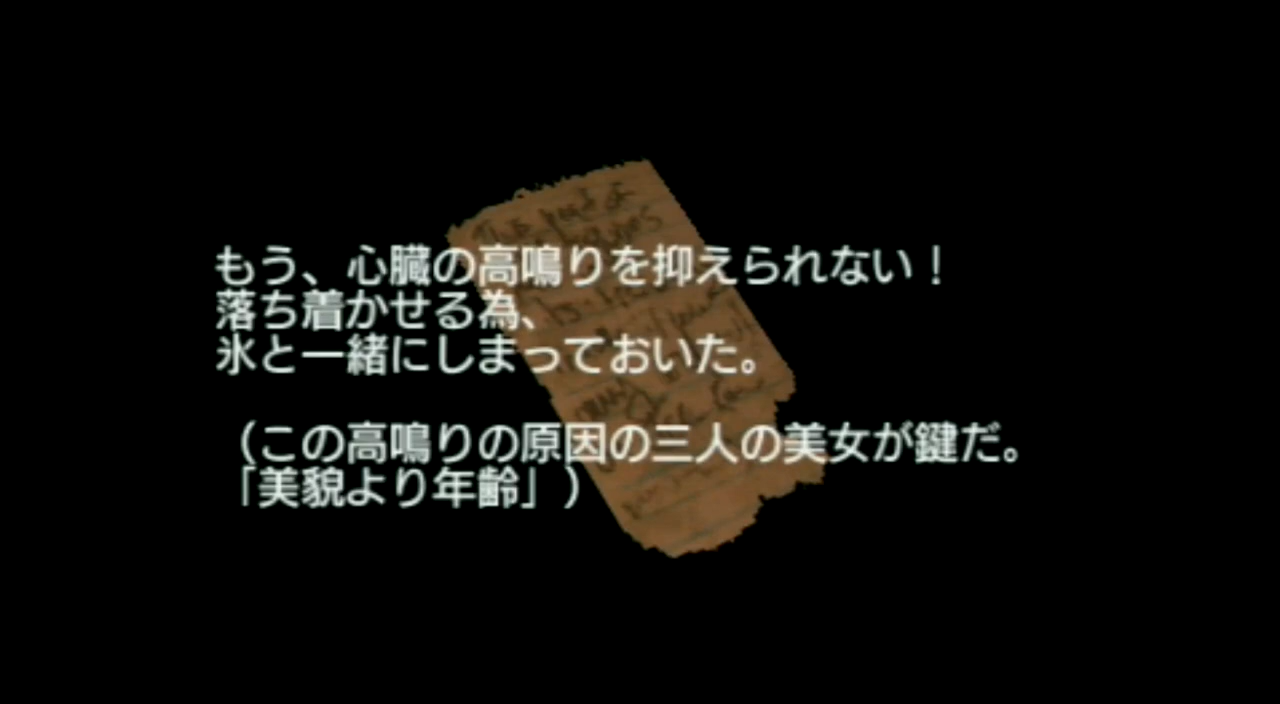 もう、心臓の高鳴りを抑えられない！
落ち着かせる為、
氷と一緒にしまっておいた。
（この高鳴りの原因の三人の美女が鍵だ。
「美貌より年齢」）